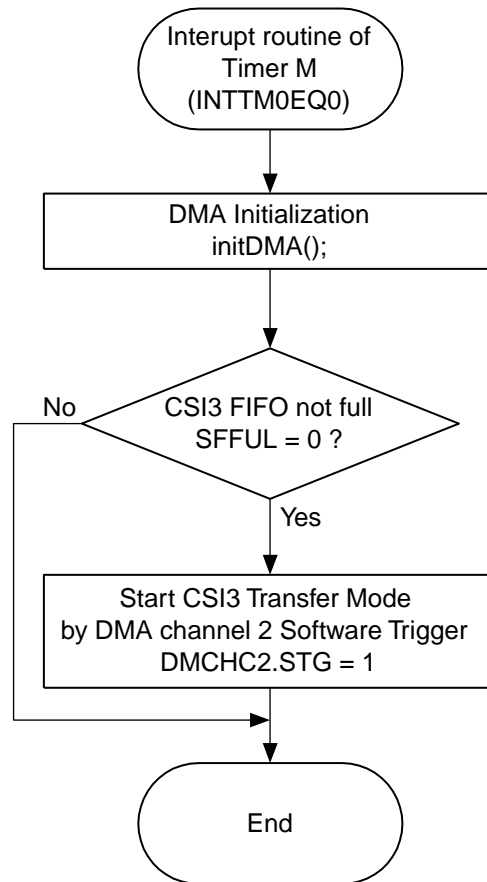 Interupt routine of
Timer M
(INTTM0EQ0)
DMA Initialization
initDMA();
No
CSI3 FIFO not full
SFFUL = 0 ?
Yes
Start CSI3 Transfer Mode
by DMA channel 2 Software Trigger
DMCHC2.STG = 1
End